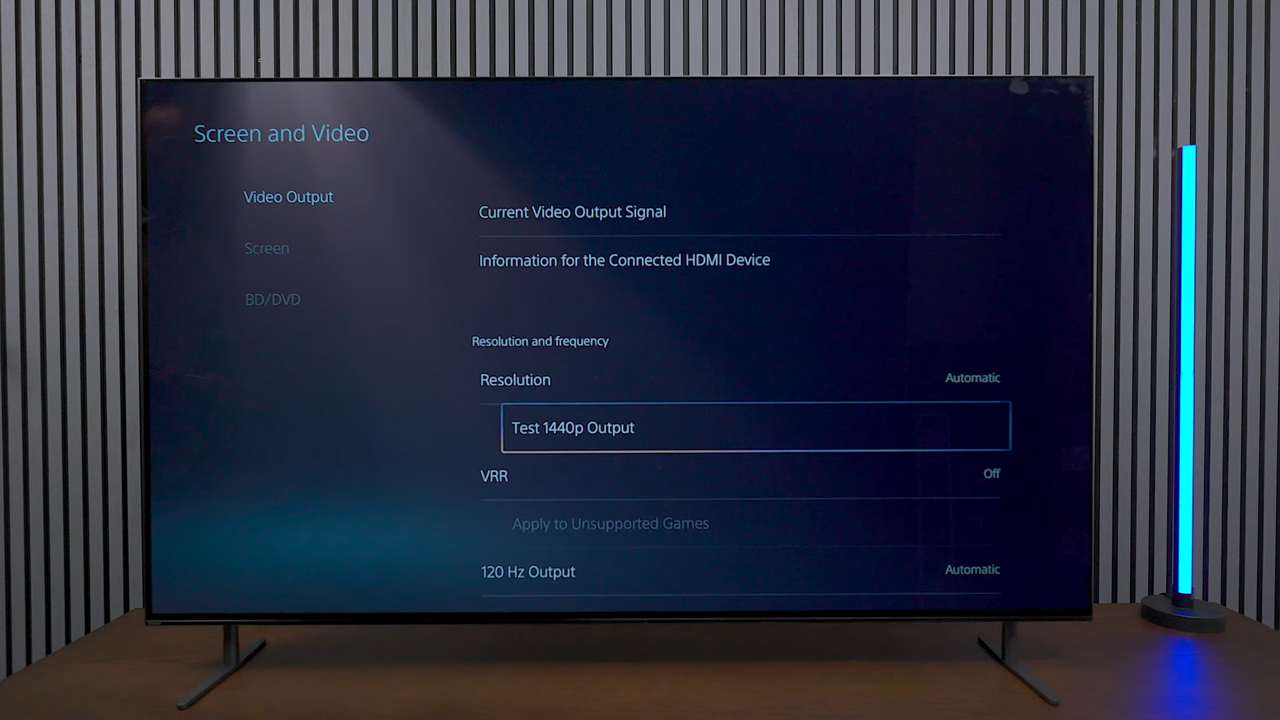 Screen and Video
Video Output
Screen
BD/DVD
Current Video Output Signal
Information for the Connected HDMI Device
Resolution and frequency
Resolution Automatic
Test 1440p Output
VRR Off
Apply to Unsupported Games
120 Hz Output Automatic